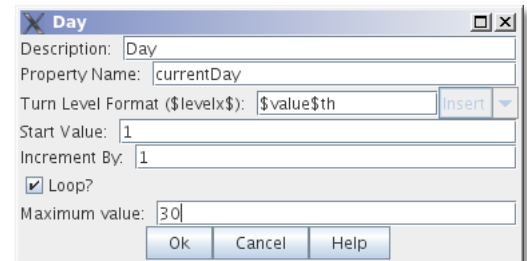 Day
Description: Day
Property Name: currentDay
Turn Level Format ($levelx$): $value$th Insert
Start Value: 1
Increment By: 1
Loop?
Maximum value: 30
Ok Cancel Help